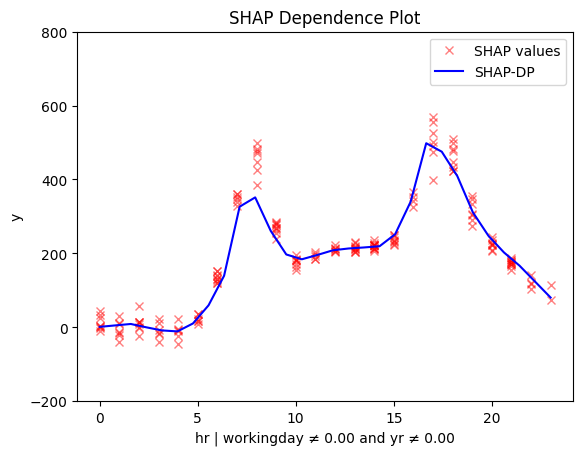 SHAP Dependence Plot
800
600
400
200
0
−200
y
SHAP values
SHAP-DP
0
5
10
15
20
hr | workingday ≠ 0.00 and yr ≠ 0.00